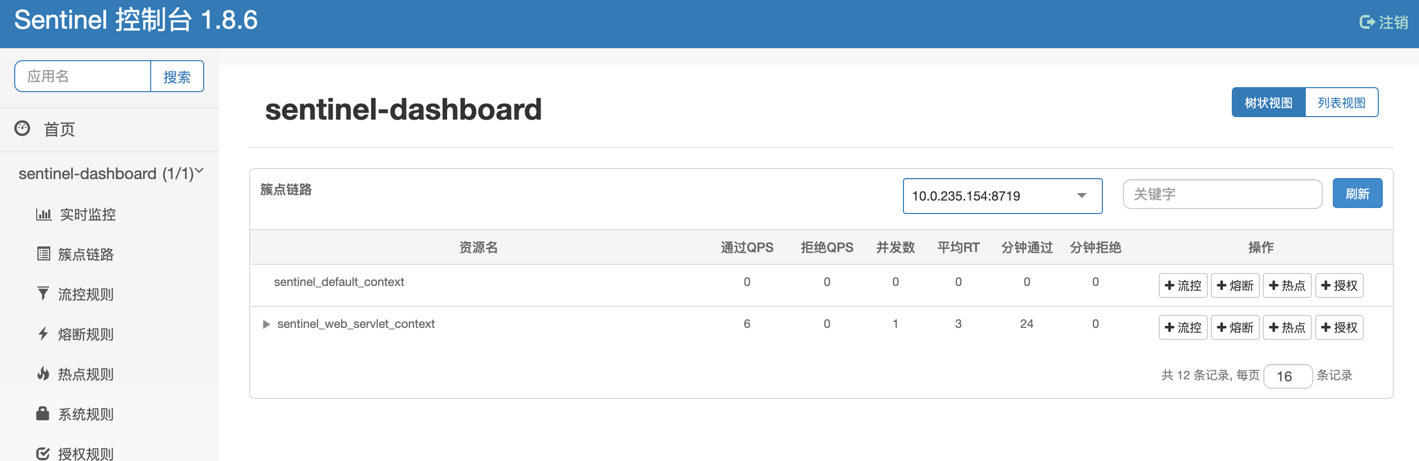 Sentinel 控制台 1.8.6
注销
应用名
搜索
首页
sentinel-dashboard (1/1)
实时监控
簇点链路
流控规则
熔断规则
热点规则
系统规则
授权规则
sentinel-dashboard
树状视图 列表视图
簇点链路
10.0.235.154:8719
关键字
刷新
资源名 通过QPS 拒绝QPS 并发数 平均RT 分钟通过 分钟拒绝 操作
sentinel_default_context 0 0 0 0 0 0 流控 熔断 热点 授权
sentinel_web_servlet_context 6 0 1 3 24 0 流控 熔断 热点 授权
共 12 条记录, 每页 16 条记录